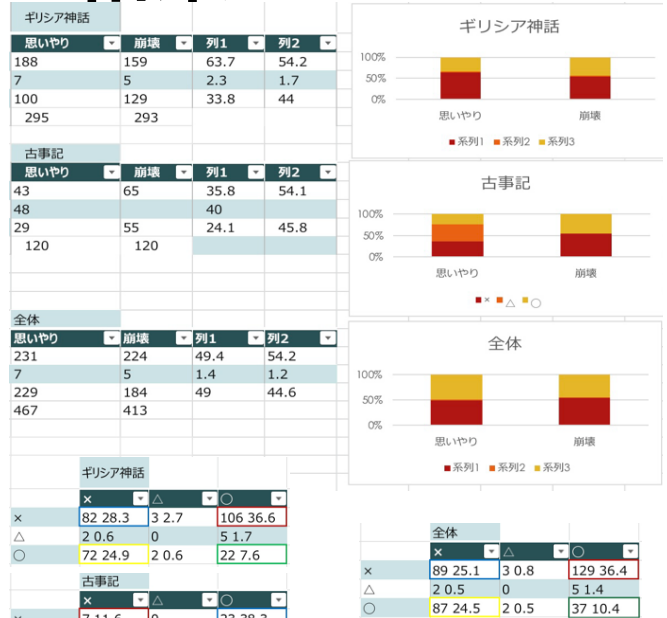 ギリシア神話
思いやり 崩壊 列1 列2
188 159 63.7 54.2
7 5 2.3 1.7
100 129 33.8 44
295 293
古事記
思いやり 崩壊 列1 列2
43 65 35.8 54.1
48 40
29 55 24.1 45.8
120 120
全体
思いやり 崩壊 列1 列2
231 224 49.4 54.2
7 5 1.4 1.2
229 184 49 44.6
467 413
ギリシア神話
100%
50%
0%
思いやり 崩壊
系列1 系列2 系列3
古事記
100%
50%
0%
思いやり 崩壊
× △ ○
全体
100%
50%
0%
思いやり 崩壊
系列1 系列2 系列3
ギリシア神話
× △ ○
× 82 28.3 3 2.7 106 36.6
△ 2 0.6 0 5 1.7
○ 72 24.9 2 0.6 22 7.6
古事記
× △ ○
全体
× △ ○
× 89 25.1 3 0.8 129 36.4
△ 2 0.5 0 5 1.4
○ 87 24.5 2 0.5 37 10.4